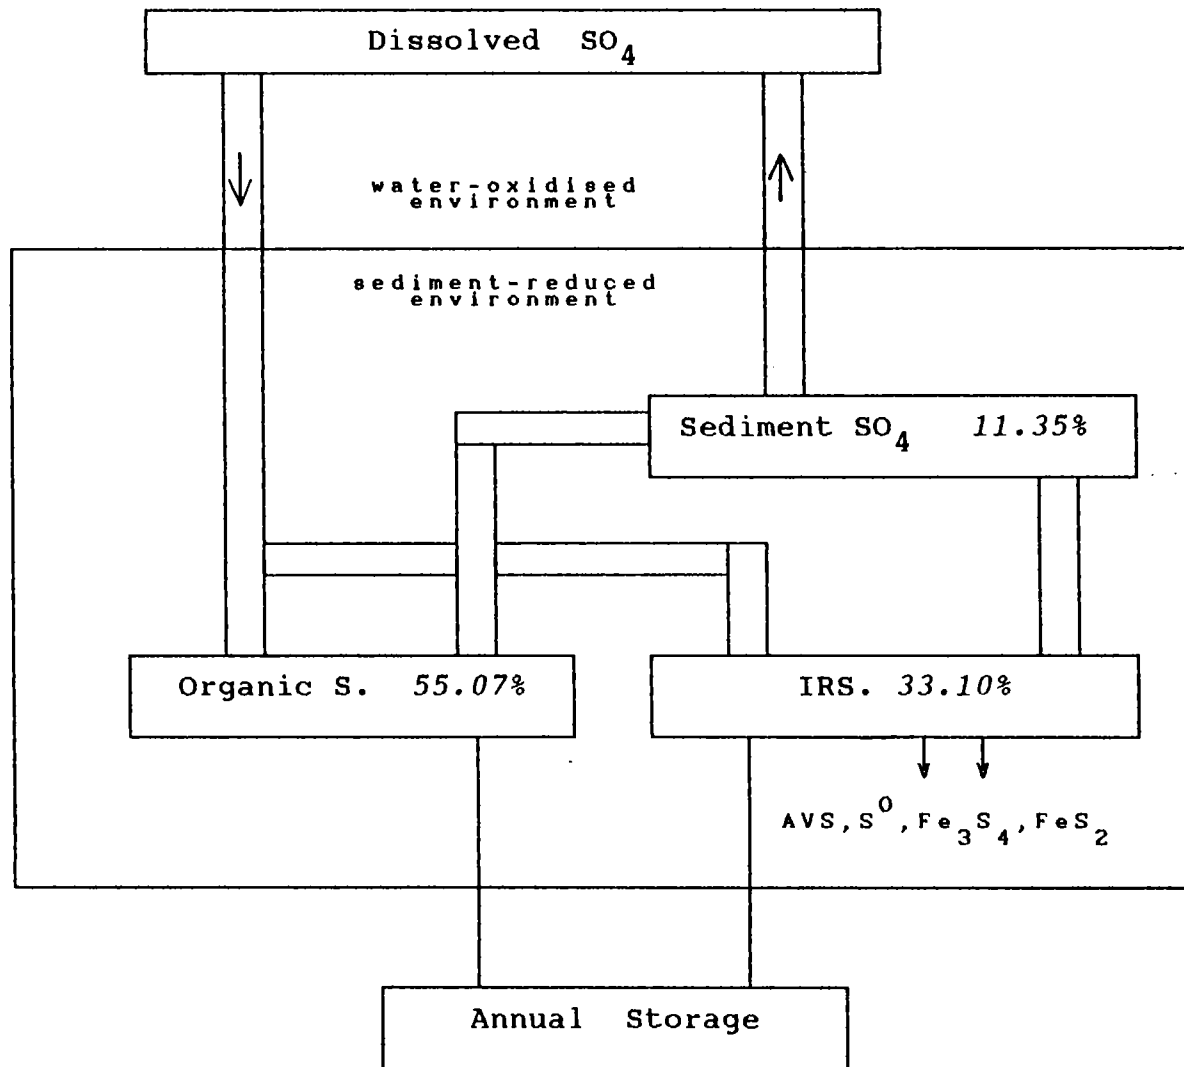 Dissolved SO4
water-oxidised
environment
sediment-reduced
environment
Sediment SO4 11.35%
Organic S. 55.07%
IRS. 33.10%
AVS, S⁰, Fe3S4, FeS2
Annual Storage